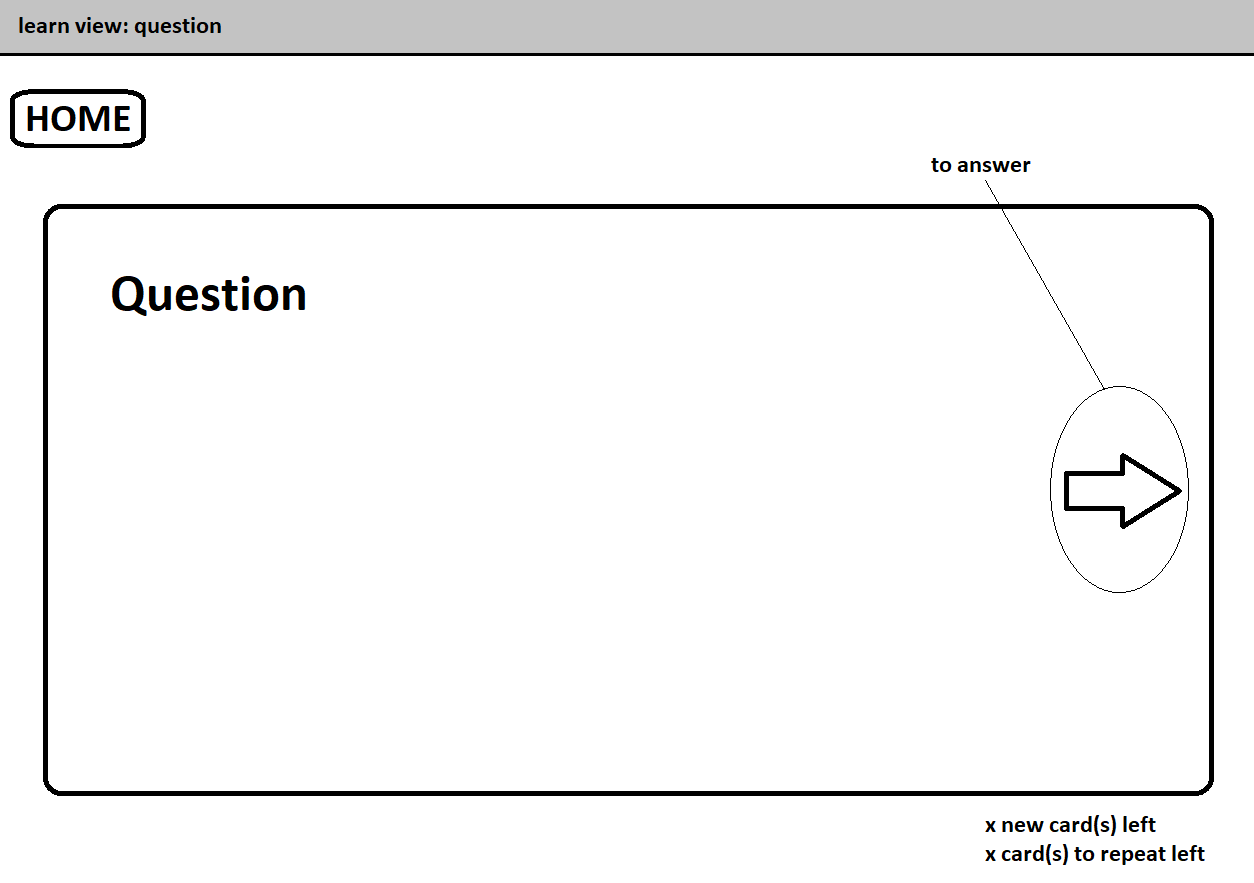 learn view: question
HOME
to answer
Question
x new card(s) left
x card(s) to repeat left